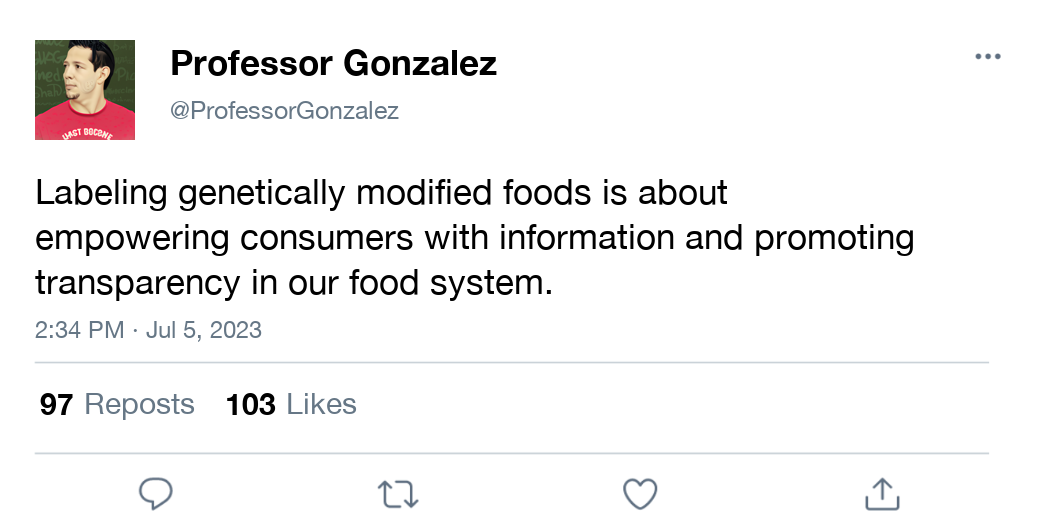 Professor Gonzalez
@ProfessorGonzalez
Labeling genetically modified foods is about
empowering consumers with information and promoting
transparency in our food system.
2:34 PM · Jul 5, 2023
97 Reposts 103 Likes